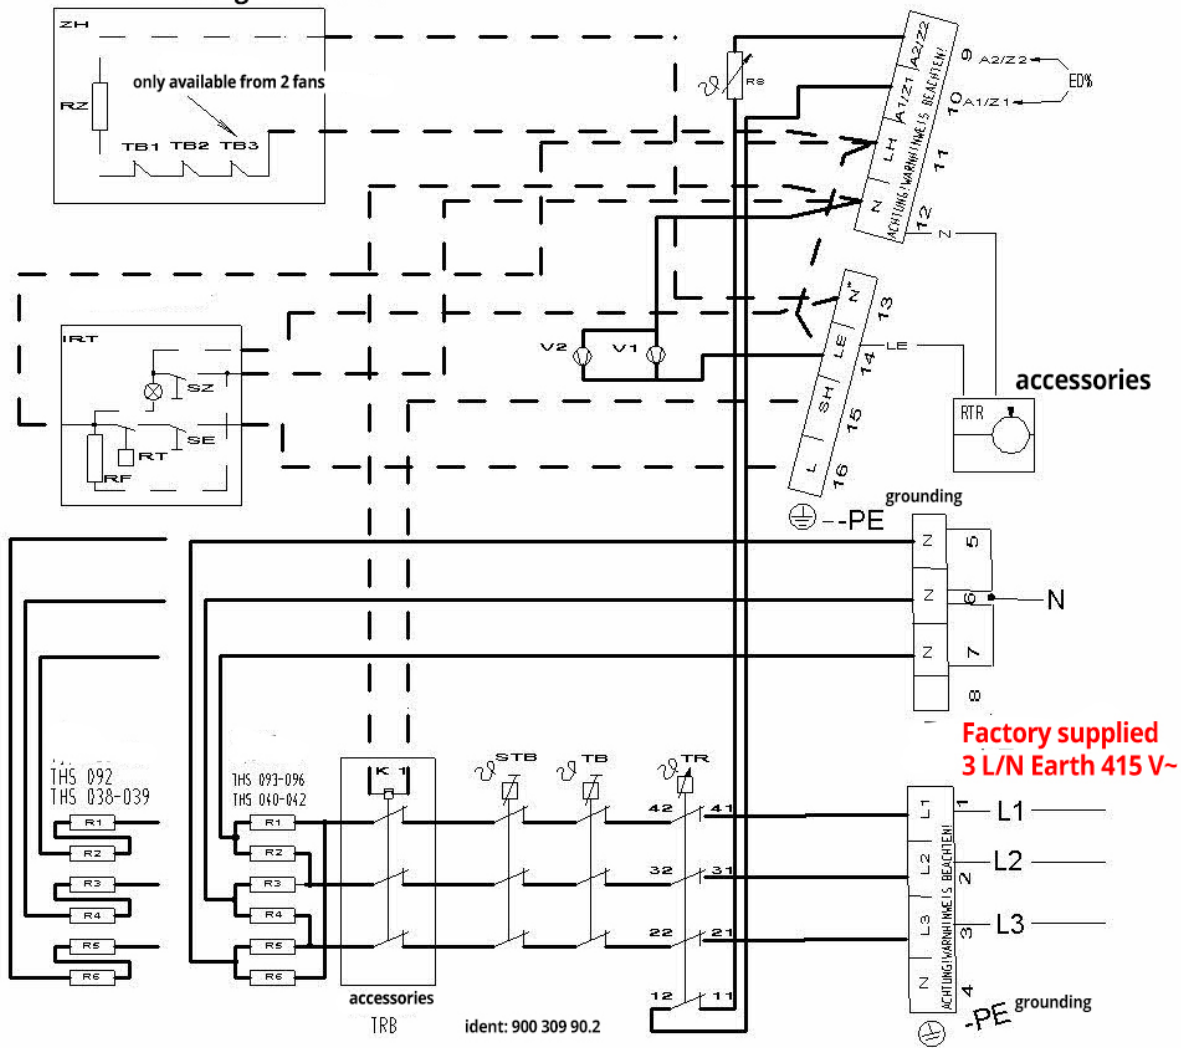 ZH
only available from 2 fans
RZ
TB1 TB2 TB3
ϑ R8
A2/Z2
A1/Z1
LH
N
ACHTUNG!WARNHINWEIS BEACHTEN!
9
10
11
12
A2/Z2
A1/Z1
ED%
Z
IRT
SZ
SE
RT
RF
V2 V1
N*
LE
SH
L
13
14
15
16
LE
accessories
RTR
grounding
--PE
Z 5
Z 6
Z 7
8
N
Factory supplied
3 L/N Earth 415 V~
THS 092
THS 038-039
THS 093-096
THS 040-042
R1
R2
R3
R4
R5
R6
R1
R2
R3
R4
R5
R6
K 1
ϑ STB
ϑ TB
ϑ TR
42 41
32 31
22 21
12 11
L1
L2
L3
Z
ACHTUNG!WARNHINWEIS BEACHTEN!
1
2
3
4
L1
L2
L3
-PE grounding
accessories
TRB
ident: 900 309 90.2